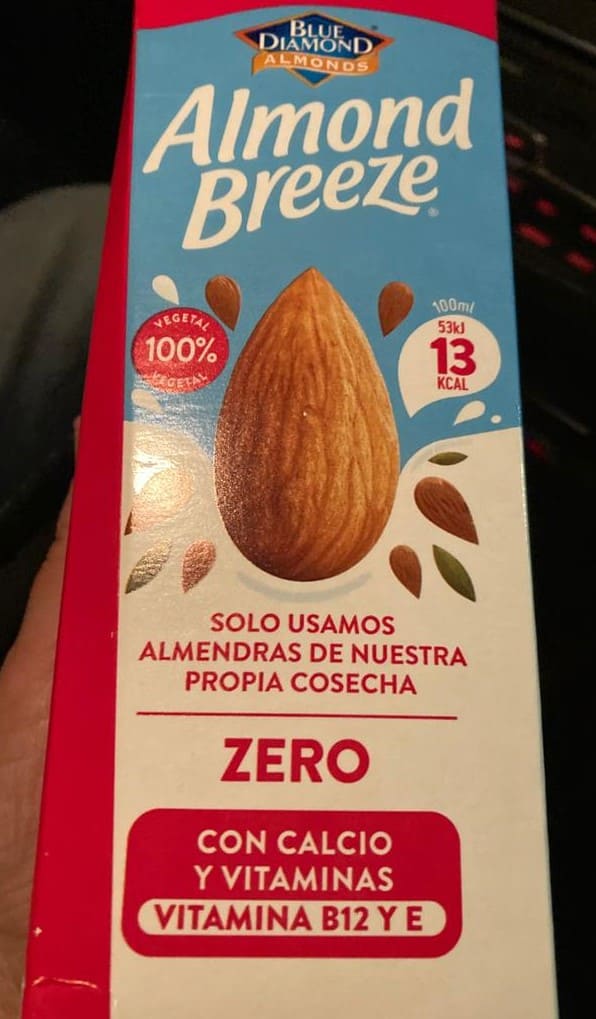 BLUE
DIAMOND
ALMONDS
Almond
Breeze®
VEGETAL
100%
VEGETAL
100ml
53kJ
13
KCAL
SOLO USAMOS
ALMENDRAS DE NUESTRA
PROPIA COSECHA
ZERO
CON CALCIO
Y VITAMINAS
VITAMINA B12 Y E